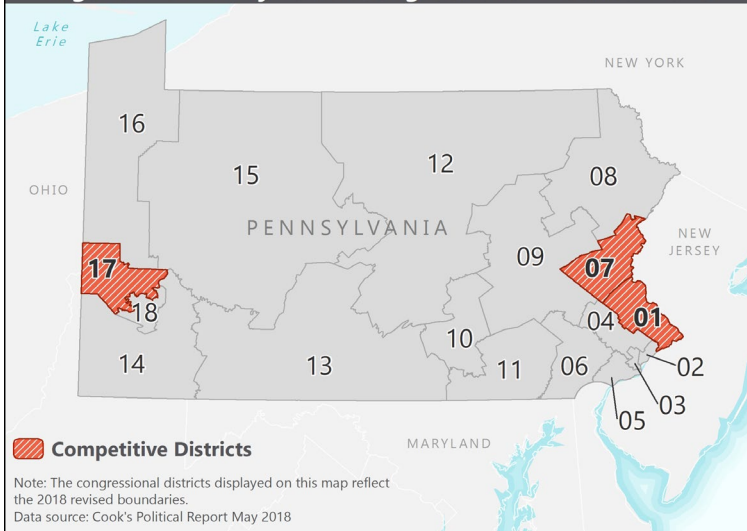 Lake
Erie
NEW YORK
16
12
15
08
OHIO
PENNSYLVANIA
NEW
JERSEY
09
17
07
18
04
01
10
14
13
11
06
02
03
05
MARYLAND
Competitive Districts
Note: The congressional districts displayed on this map reflect
the 2018 revised boundaries.
Data source: Cook's Political Report May 2018